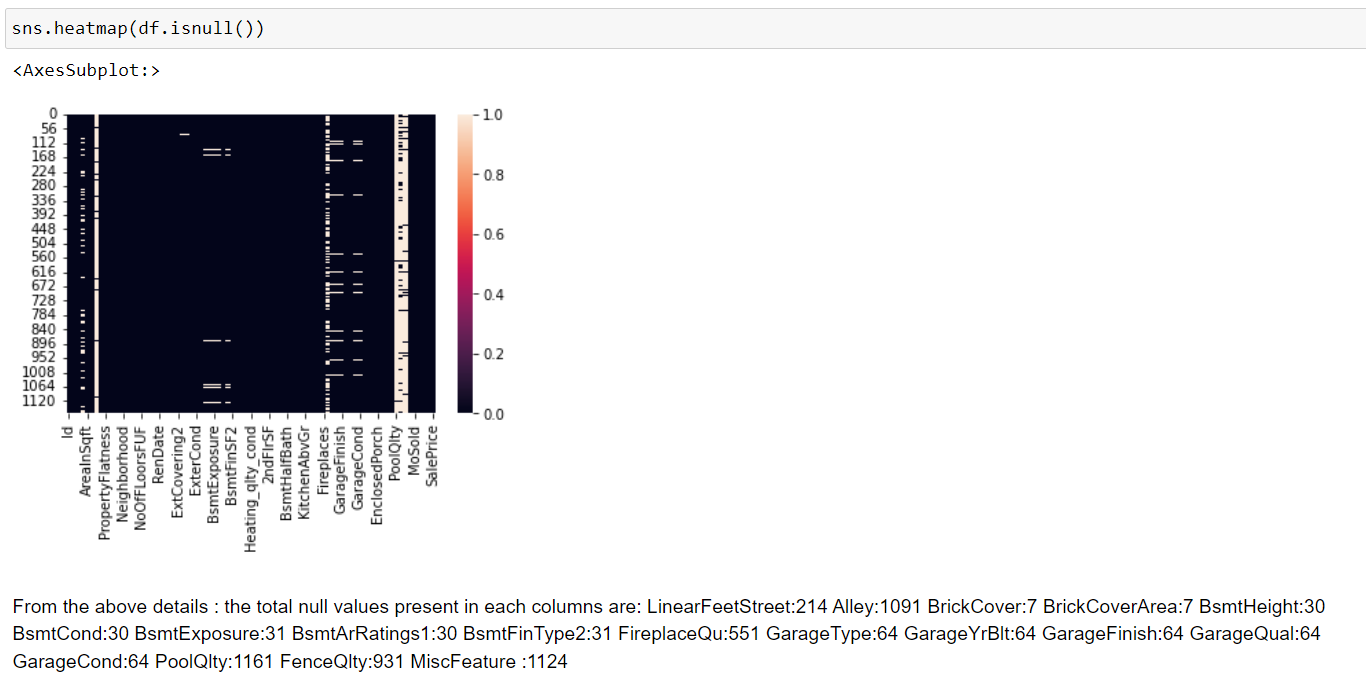 sns.heatmap(df.isnull())
<AxesSubplot:>
0
56
112
168
224
280
336
392
448
504
560
616
672
728
784
840
896
952
1008
1064
1120
1.0
0.8
0.6
0.4
0.2
0.0
Id
AreaInSqft
PropertyFlatness
Neighborhood
NoOfFLoorsFUF
RenDate
ExtCovering2
ExterCond
BsmtExposure
BsmtFinSF2
Heating_qlty_cond
2ndFlrSF
BsmtHalfBath
KitchenAbvGr
Fireplaces
GarageFinish
GarageCond
EnclosedPorch
PoolQlty
MoSold
SalePrice
From the above details : the total null values present in each columns are: LinearFeetStreet:214 Alley:1091 BrickCover:7 BrickCoverArea:7 BsmtHeight:30
BsmtCond:30 BsmtExposure:31 BsmtArRatings1:30 BsmtFinType2:31 FireplaceQu:551 GarageType:64 GarageYrBlt:64 GarageFinish:64 GarageQual:64
GarageCond:64 PoolQlty:1161 FenceQlty:931 MiscFeature :1124